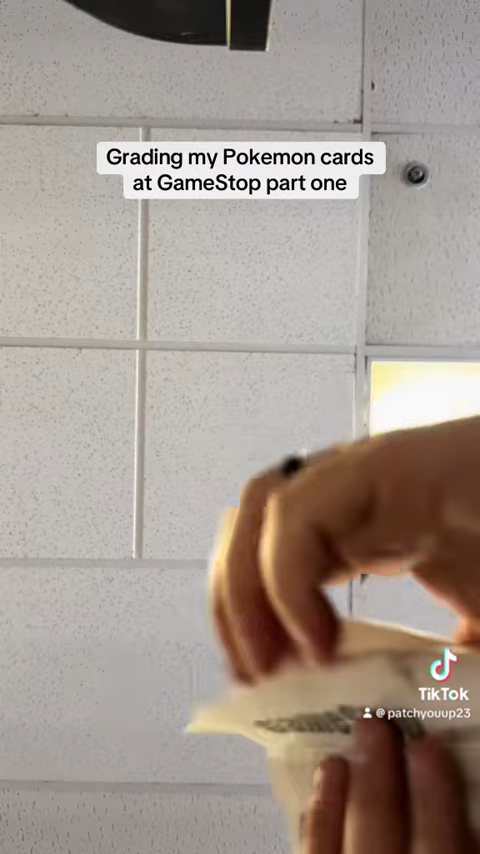 Grading my Pokemon cards
at GameStop part one
TikTok
@patchyouup23